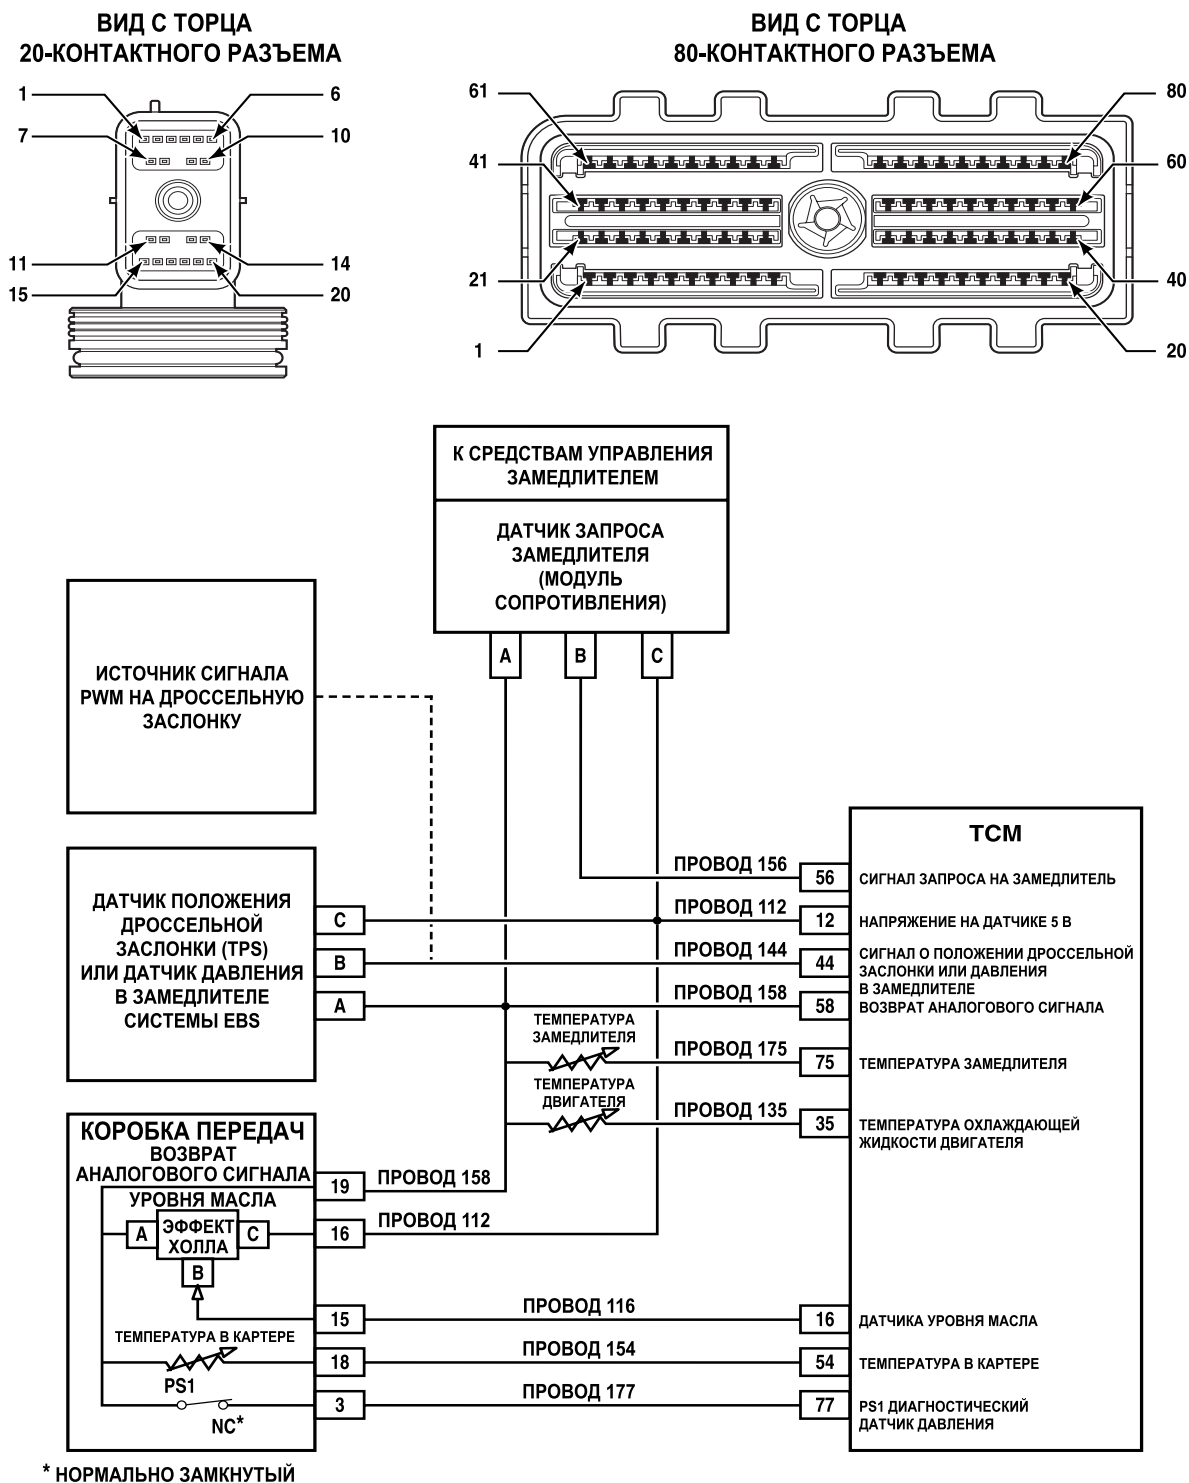 ВИД С ТОРЦА
20-КОНТАКТНОГО РАЗЪЕМА
1
6
7
10
11
14
15
20
ВИД С ТОРЦА
80-КОНТАКТНОГО РАЗЪЕМА
61
80
41
60
21
40
1
20
К СРЕДСТВАМ УПРАВЛЕНИЯ
ЗАМЕДЛИТЕЛЕМ
ДАТЧИК ЗАПРОСА
ЗАМЕДЛИТЕЛЯ
(МОДУЛЬ
СОПРОТИВЛЕНИЯ)
A
B
C
ИСТОЧНИК СИГНАЛА
PWM НА ДРОССЕЛЬНУЮ
ЗАСЛОНКУ
ДАТЧИК ПОЛОЖЕНИЯ
ДРОССЕЛЬНОЙ
ЗАСЛОНКИ (TPS)
ИЛИ ДАТЧИК ДАВЛЕНИЯ
В ЗАМЕДЛИТЕЛЕ
СИСТЕМЫ EBS
C
B
A
TCM
ПРОВОД 156
56
СИГНАЛ ЗАПРОСА НА ЗАМЕДЛИТЕЛЬ
ПРОВОД 112
12
НАПРЯЖЕНИЕ НА ДАТЧИКЕ 5 В
ПРОВОД 144
44
СИГНАЛ О ПОЛОЖЕНИИ ДРОССЕЛЬНОЙ
ЗАСЛОНКИ ИЛИ ДАВЛЕНИЯ
В ЗАМЕДЛИТЕЛЕ
ПРОВОД 158
58
ВОЗВРАТ АНАЛОГОВОГО СИГНАЛА
ТЕМПЕРАТУРА
ЗАМЕДЛИТЕЛЯ
ПРОВОД 175
75
ТЕМПЕРАТУРА ЗАМЕДЛИТЕЛЯ
ТЕМПЕРАТУРА
ДВИГАТЕЛЯ
ПРОВОД 135
35
ТЕМПЕРАТУРА ОХЛАЖДАЮЩЕЙ
ЖИДКОСТИ ДВИГАТЕЛЯ
КОРОБКА ПЕРЕДАЧ
ВОЗВРАТ
АНАЛОГОВОГО СИГНАЛА
19
ПРОВОД 158
УРОВНЯ МАСЛА
A
ЭФФЕКТ
ХОЛЛА
C
B
16
ПРОВОД 112
15
ПРОВОД 116
16
ДАТЧИКА УРОВНЯ МАСЛА
ТЕМПЕРАТУРА В КАРТЕРЕ
18
ПРОВОД 154
54
ТЕМПЕРАТУРА В КАРТЕРЕ
PS1
NC*
3
ПРОВОД 177
77
PS1 ДИАГНОСТИЧЕСКИЙ
ДАТЧИК ДАВЛЕНИЯ
* НОРМАЛЬНО ЗАМКНУТЫЙ